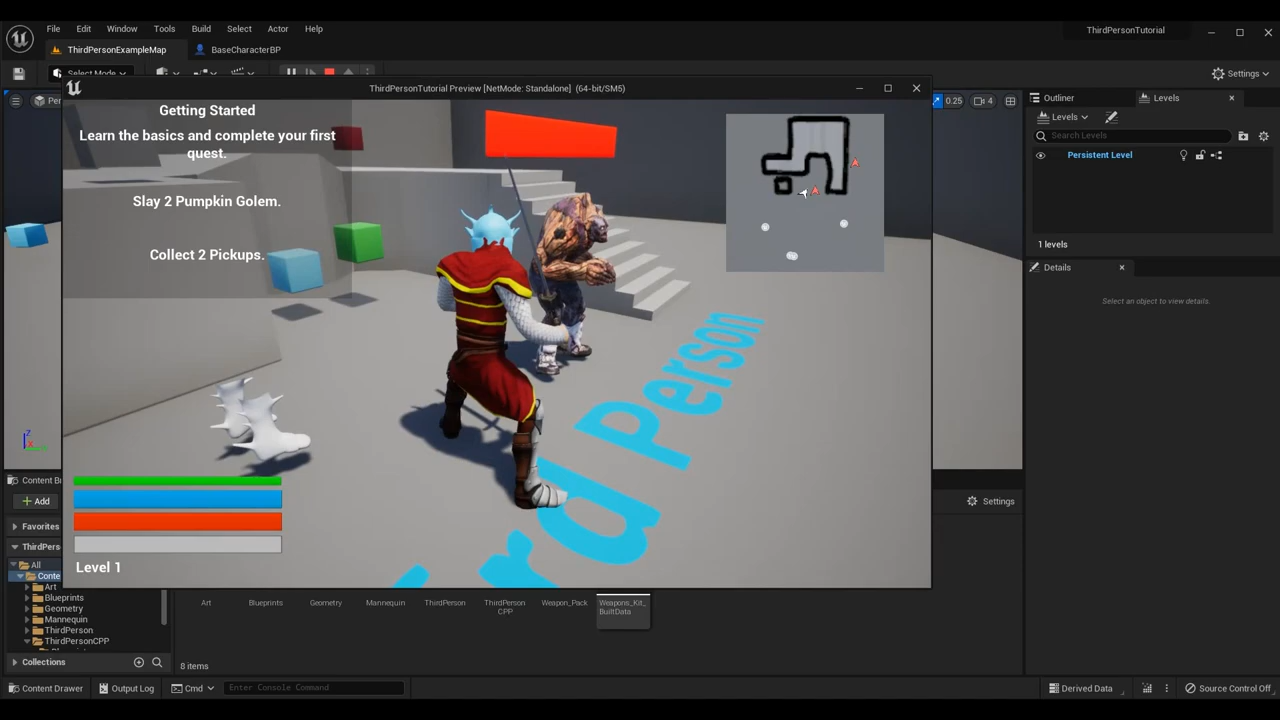 File Edit Window Tools Build Select Actor Help
ThirdPersonTutorial
ThirdPersonExampleMap
BaseCharacterBP
Select Mode
Settings
ThirdPersonTutorial Preview [NetMode: Standalone] (64-bit/SM5)
0.25
4
Outliner
Levels
Levels
Search Levels
Persistent Level
1 levels
Details
Select an object to view details.
Getting Started
Learn the basics and complete your first
quest.
Slay 2 Pumpkin Golem.
Collect 2 Pickups.
Third Person
Level 1
Content Br
Add
Settings
Favorites
ThirdPers
All
Conte
Art
Blueprints
Geometry
Mannequin
ThirdPerson
ThirdPersonCPP
Collections
Art
Blueprints
Geometry
Mannequin
ThirdPerson
ThirdPerson
CPP
Weapon_Pack
Weapons_Kit_
BuiltData
8 items
Content Drawer
Output Log
Cmd
Enter Console Command
Derived Data
Source Control Off